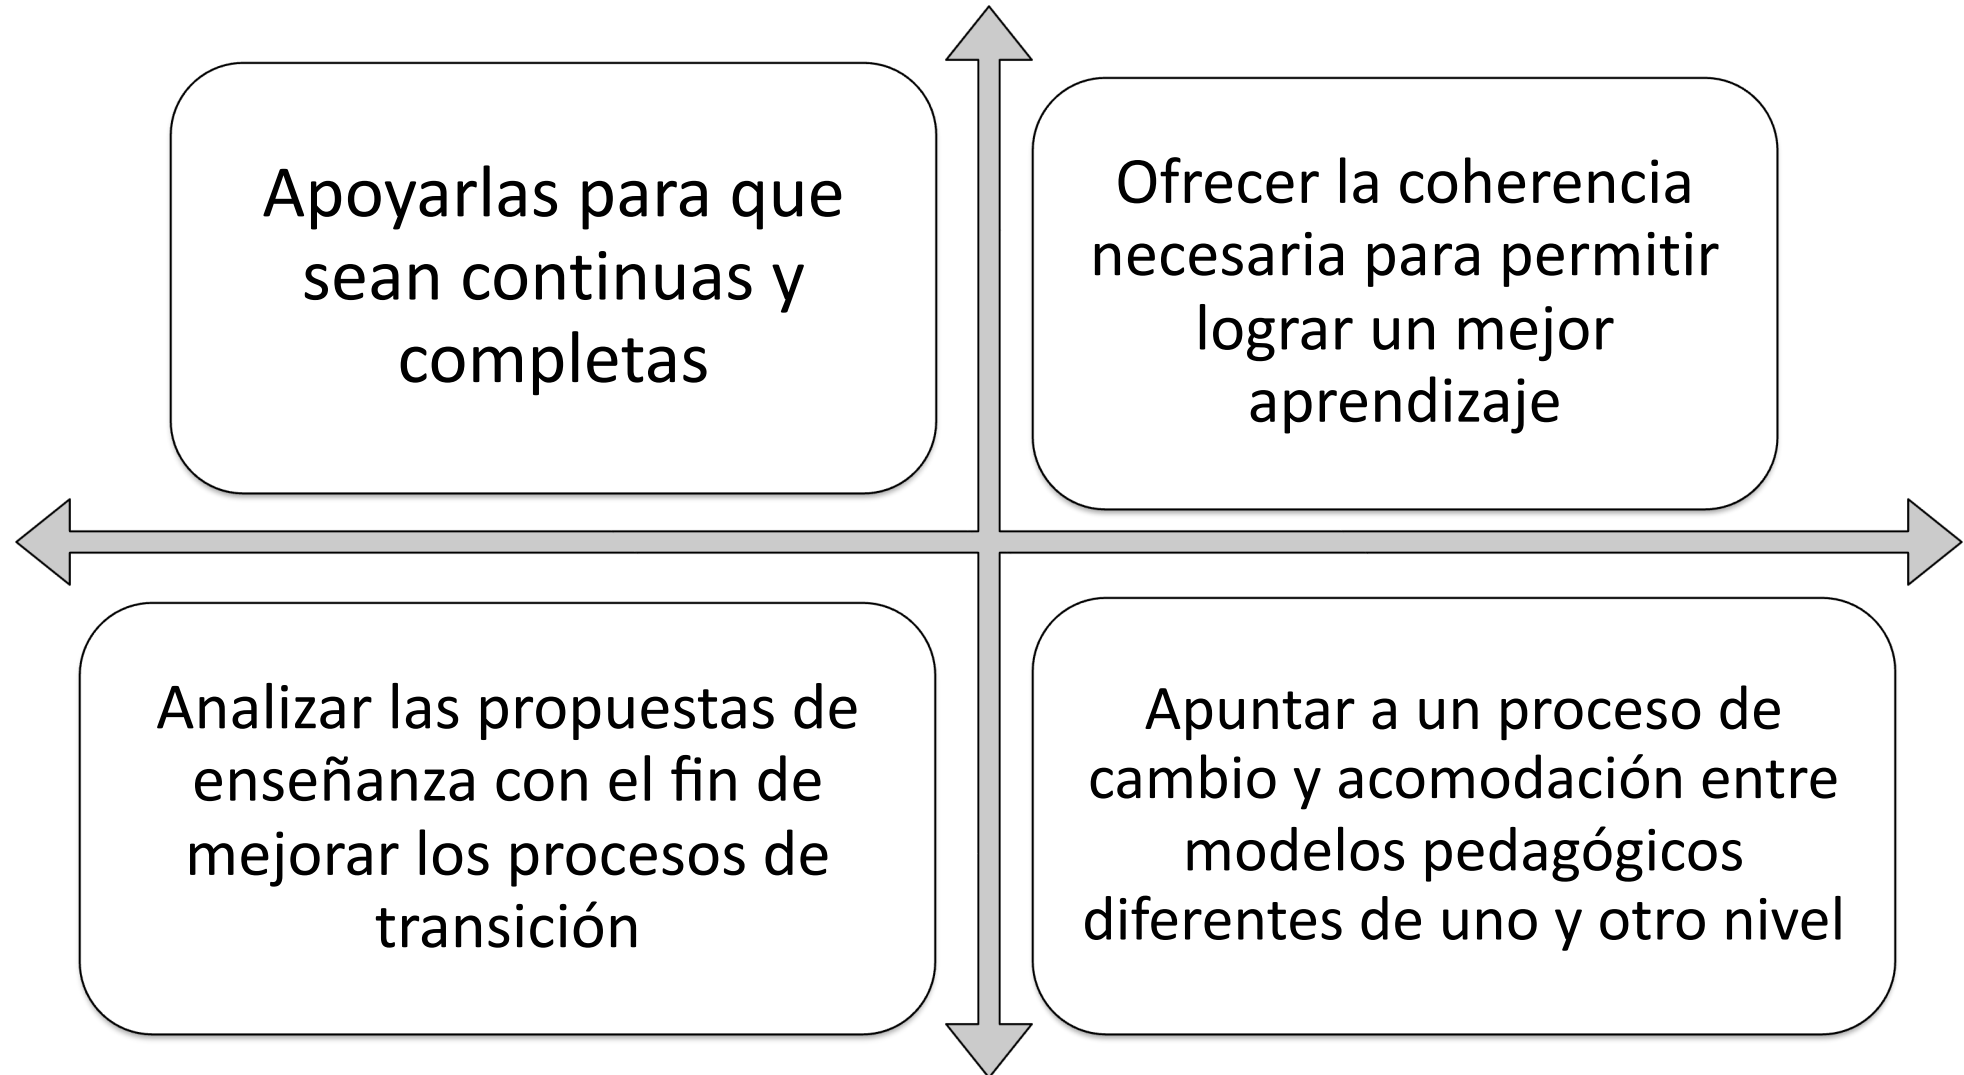 Apoyarlas para que
sean continuas y
completas
Ofrecer la coherencia
necesaria para permitir
lograr un mejor
aprendizaje
Analizar las propuestas de
enseñanza con el fin de
mejorar los procesos de
transición
Apuntar a un proceso de
cambio y acomodación entre
modelos pedagógicos
diferentes de uno y otro nivel